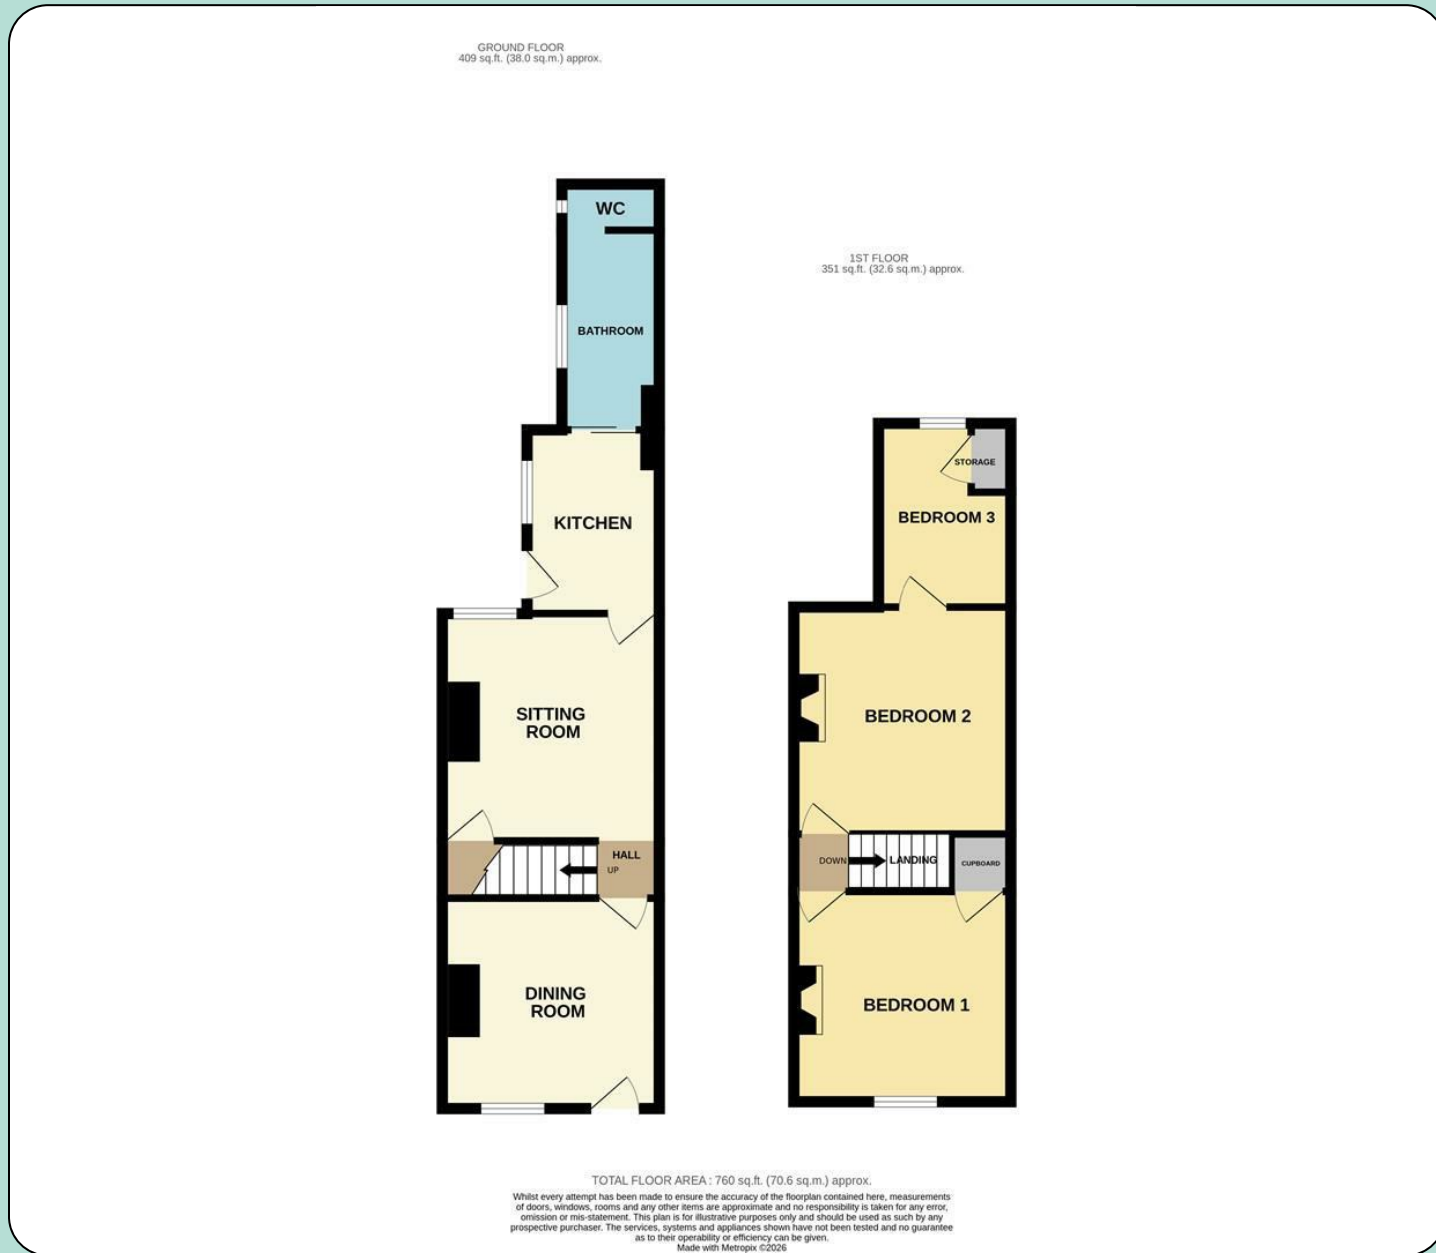 GROUND FLOOR
409 sq.ft. (38.0 sq.m.) approx.
WC
BATHROOM
KITCHEN
SITTING
ROOM
HALL
UP
DINING
ROOM
1ST FLOOR
351 sq.ft. (32.6 sq.m.) approx.
STORAGE
BEDROOM 3
BEDROOM 2
DOWN
LANDING
CUPBOARD
BEDROOM 1
TOTAL FLOOR AREA : 760 sq.ft. (70.6 sq.m.) approx.
Whilst every attempt has been made to ensure the accuracy of the floorplan contained here, measurements
of doors, windows, rooms and any other items are approximate and no responsibility is taken for any error,
omission or mis-statement. This plan is for illustrative purposes only and should be used as such by any
prospective purchaser. The services, systems and appliances shown have not been tested and no guarantee
as to their operability or efficiency can be given.
Made with Metropix ©2026